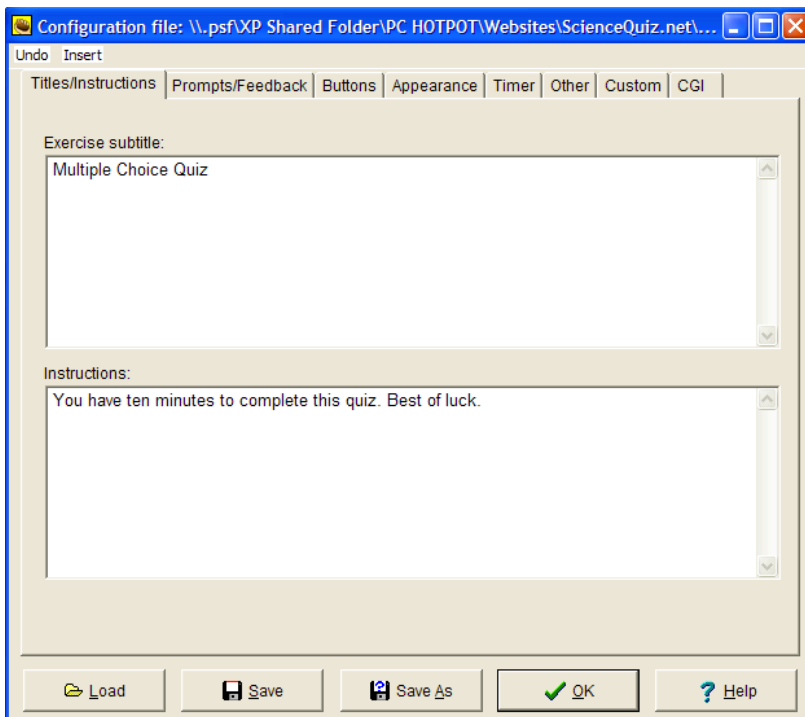 Configuration file: \\.psf\XP Shared Folder\PC HOTPOT\Websites\ScienceQuiz.net\...
Undo Insert
Titles/Instructions Prompts/Feedback Buttons Appearance Timer Other Custom CGI
Exercise subtitle:
Multiple Choice Quiz
Instructions:
You have ten minutes to complete this quiz. Best of luck.
Load Save Save As OK Help